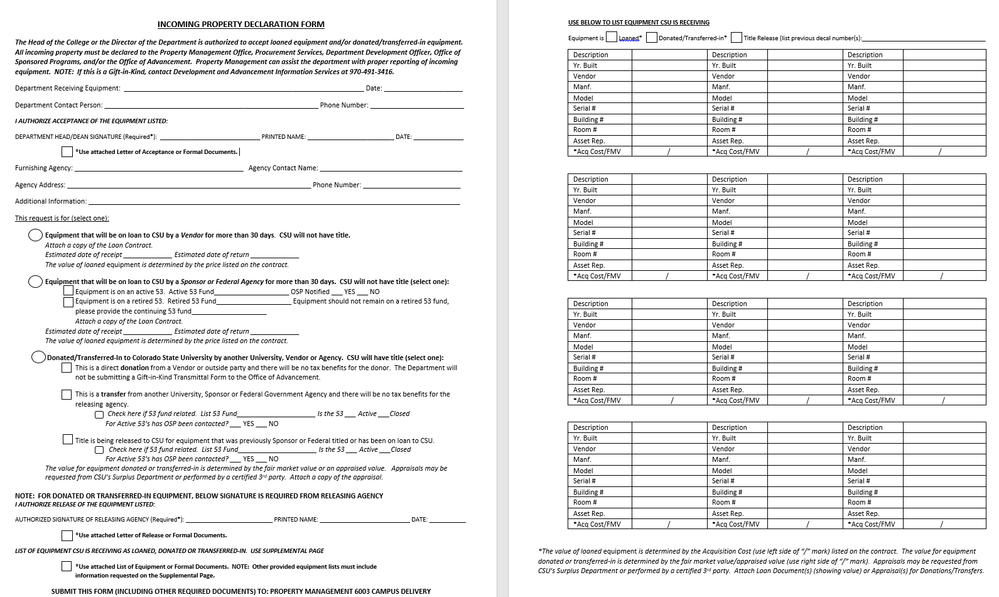 INCOMING PROPERTY DECLARATION FORM
The Head of the College or the Director of the Department is authorized to accept loaned equipment and/or donated/transferred-in equipment.
All incoming property must be declared to the Property Management Office, Procurement Services, Department Development Officer, Office of
Sponsored Programs, and/or the Office of Advancement.  Property Management can assist the department with proper reporting of incoming
equipment.  NOTE:  If this is a Gift-in-Kind, contact Development and Advancement Information Services at 970-491-3416.
Department Receiving Equipment: ____ Date: ____
Department Contact Person: ____ Phone Number: ____
I AUTHORIZE ACCEPTANCE OF THE EQUIPMENT LISTED:
DEPARTMENT HEAD/DEAN SIGNATURE (Required*): ____ PRINTED NAME: ____ DATE: ____
*Use attached Letter of Acceptance or Formal Documents.
Furnishing Agency: ____ Agency Contact Name: ____
Agency Address: ____ Phone Number: ____
Additional Information: ____
This request is for (select one):
Equipment that will be on loan to CSU by a Vendor for more than 30 days.  CSU will not have title.
Attach a copy of the Loan Contract.
Estimated date of receipt ____ Estimated date of return ____
The value of loaned equipment is determined by the price listed on the contract.
Equipment that will be on loan to CSU by a Sponsor or Federal Agency for more than 30 days.  CSU will not have title (select one):
Equipment is on an active 53.  Active 53 Fund____ OSP Notified ___ YES ___ NO
Equipment is on a retired 53.  Retired 53 Fund____ Equipment should not remain on a retired 53 fund,
please provide the continuing 53 fund____
Attach a copy of the Loan Contract.
Estimated date of receipt ____ Estimated date of return ____
The value of loaned equipment is determined by the price listed on the contract.
Donated/Transferred-In to Colorado State University by another University, Vendor or Agency.  CSU will have title (select one):
This is a direct donation from a Vendor or outside party and there will be no tax benefits for the donor.  The Department will
not be submitting a Gift-in-Kind Transmittal Form to the Office of Advancement.
This is a transfer from another University, Sponsor or Federal Government Agency and there will be no tax benefits for the
releasing agency.
Check here if 53 fund related.  List 53 Fund____ Is the 53 ___ Active ___Closed
For Active 53's has OSP been contacted? ___ YES ___ NO
Title is being released to CSU for equipment that was previously Sponsor or Federal titled or has been on loan to CSU.
Check here if 53 fund related.  List 53 Fund____ Is the 53 ___ Active ___Closed
For Active 53's has OSP been contacted? ___ YES ___ NO
The value for equipment donated or transferred-in is determined by the fair market value or an appraised value.   Appraisals may be
requested from CSU's Surplus Department or performed by a certified 3rd party.  Attach a copy of the appraisal.
NOTE:  FOR DONATED OR TRANSFERRED-IN EQUIPMENT, BELOW SIGNATURE IS REQUIRED FROM RELEASING AGENCY
I AUTHORIZE RELEASE OF THE EQUIPMENT LISTED:
AUTHORIZED SIGNATURE OF RELEASING AGENCY (Required*): ____ PRINTED NAME: ____ DATE: ____
*Use attached Letter of Release or Formal Documents.
LIST OF EQUIPMENT CSU IS RECEIVING AS LOANED, DONATED OR TRANSFERRED-IN.  USE SUPPLEMENTAL PAGE
*Use attached List of Equipment or Formal Documents.  NOTE:  Other provided equipment lists must include
information requested on the Supplemental Page.
SUBMIT THIS FORM (INCLUDING OTHER REQUIRED DOCUMENTS) TO: PROPERTY MANAGEMENT 6003 CAMPUS DELIVERY
USE BELOW TO LIST EQUIPMENT CSU IS RECEIVING
Equipment is Loaned* Donated/Transferred-in* Title Release (list previous decal number(s):____
Description Description Description
Yr. Built Yr. Built Yr. Built
Vendor Vendor Vendor
Manf. Manf. Manf.
Model Model Model
Serial # Serial # Serial #
Building # Building # Building #
Room # Room # Room #
Asset Rep. Asset Rep. Asset Rep.
*Acq Cost/FMV / *Acq Cost/FMV / *Acq Cost/FMV /
Description Description Description
Yr. Built Yr. Built Yr. Built
Vendor Vendor Vendor
Manf. Manf. Manf.
Model Model Model
Serial # Serial # Serial #
Building # Building # Building #
Room # Room # Room #
Asset Rep. Asset Rep. Asset Rep.
*Acq Cost/FMV / *Acq Cost/FMV / *Acq Cost/FMV /
Description Description Description
Yr. Built Yr. Built Yr. Built
Vendor Vendor Vendor
Manf. Manf. Manf.
Model Model Model
Serial # Serial # Serial #
Building # Building # Building #
Room # Room # Room #
Asset Rep. Asset Rep. Asset Rep.
*Acq Cost/FMV / *Acq Cost/FMV / *Acq Cost/FMV /
Description Description Description
Yr. Built Yr. Built Yr. Built
Vendor Vendor Vendor
Manf. Manf. Manf.
Model Model Model
Serial # Serial # Serial #
Building # Building # Building #
Room # Room # Room #
Asset Rep. Asset Rep. Asset Rep.
*Acq Cost/FMV / *Acq Cost/FMV / *Acq Cost/FMV /
*The value of loaned equipment is determined by the Acquisition Cost (use left side of "/" mark) listed on the contract.  The value for equipment
donated or transferred-in is determined by the fair market value/appraised value (use right side of "/" mark).  Appraisals may be requested from
CSU's Surplus Department or performed by a certified 3rd party.  Attach Loan Document(s) (showing value) or Appraisal(s) for Donations/Transfers.